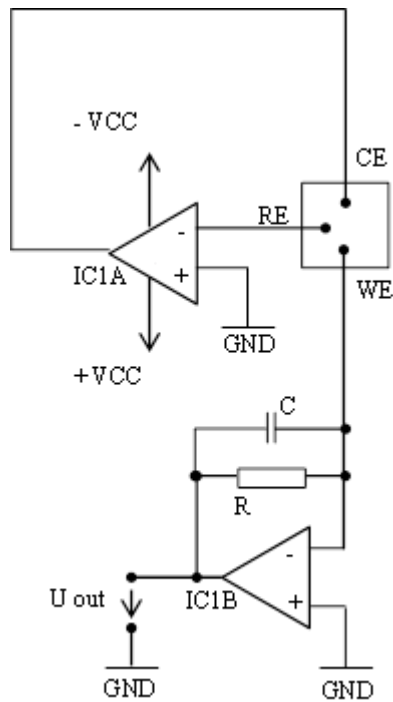 - VCC
CE
RE
-
+
IC1A
WE
GND
+VCC
C
R
-
+
U out
IC1B
GND
GND